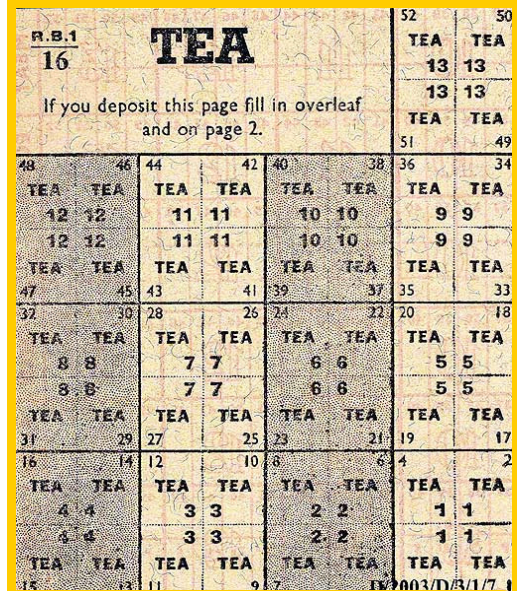 R.B.1
16
TEA
If you deposit this page fill in overleaf
and on page 2.
52 50
TEA TEA
13 13
13 13
TEA TEA
51 49
48 46 44 42 40 38 36 34
TEA TEA TEA TEA TEA TEA TEA TEA
12 12 11 11 10 10 9 9
12 12 11 11 10 10 9 9
TEA TEA TEA TEA TEA TEA TEA TEA
47 45 43 41 39 37 35 33
32 30 28 26 24 22 20 18
TEA TEA TEA TEA TEA TEA TEA TEA
8 8 7 7 6 6 5 5
8 8 7 7 6 6 5 5
TEA TEA TEA TEA TEA TEA TEA TEA
31 29 27 25 23 21 19 17
16 14 12 10 8 6 4 2
TEA TEA TEA TEA TEA TEA TEA TEA
4 4 3 3 2 2 1 1
4 4 3 3 2 2 1 1
TEA TEA TEA TEA TEA TEA TEA TEA
15 13 11 9 7